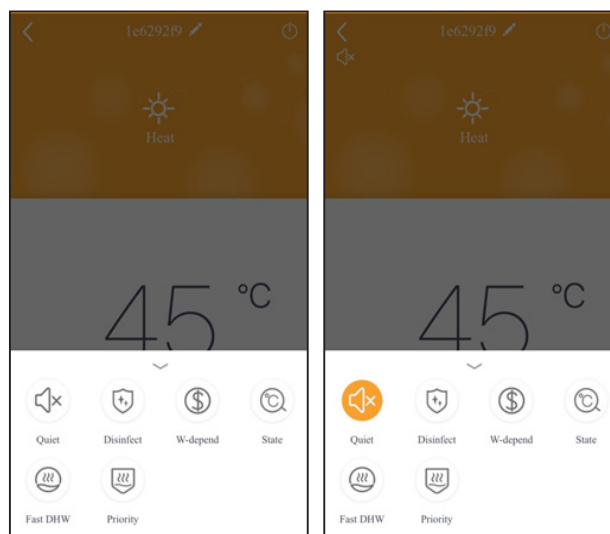 1e6292f9
Heat
45 °C
Quiet Disinfect W-depend State
Fast DHW Priority
1e6292f9
Heat
45 °C
Quiet Disinfect W-depend State
Fast DHW Priority